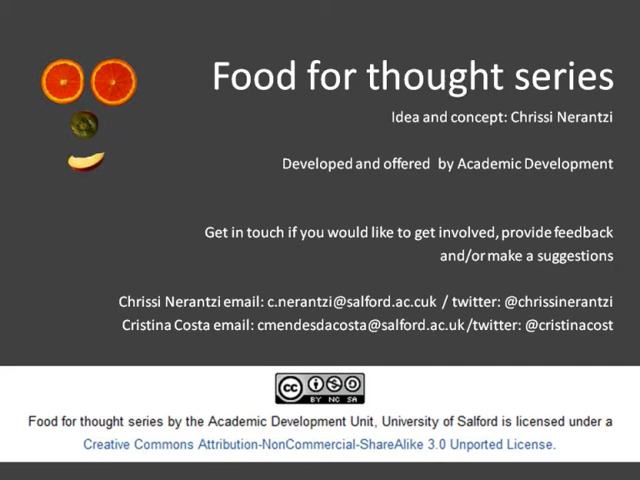 Food for thought series
Idea and concept: Chrissi Nerantzi
Developed and offered by Academic Development
Get in touch if you would like to get involved, provide feedback
and/or make a suggestions
Chrissi Nerantzi email: c.nerantzi@salford.ac.cuk / twitter: @chrissinerantzi
Cristina Costa email: cmendesdacosta@salford.ac.uk /twitter: @cristinacost
cc BY NC SA
Food for thought series by the Academic Development Unit, University of Salford is licensed under a
Creative Commons Attribution-NonCommercial-ShareAlike 3.0 Unported License.